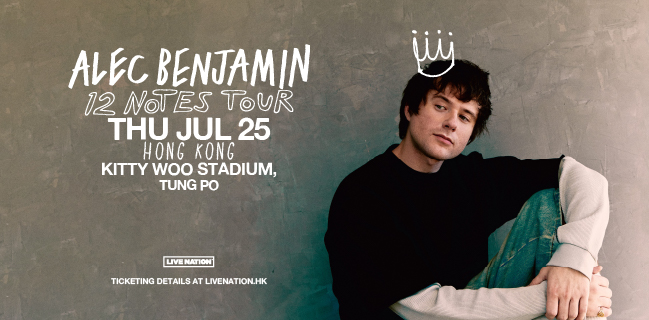 ALEC BENJAMIN
12 NOTES TOUR
THU JUL 25
HONG KONG
KITTY WOO STADIUM,
TUNG PO
LIVE NATION
TICKETING DETAILS AT LIVENATION.HK